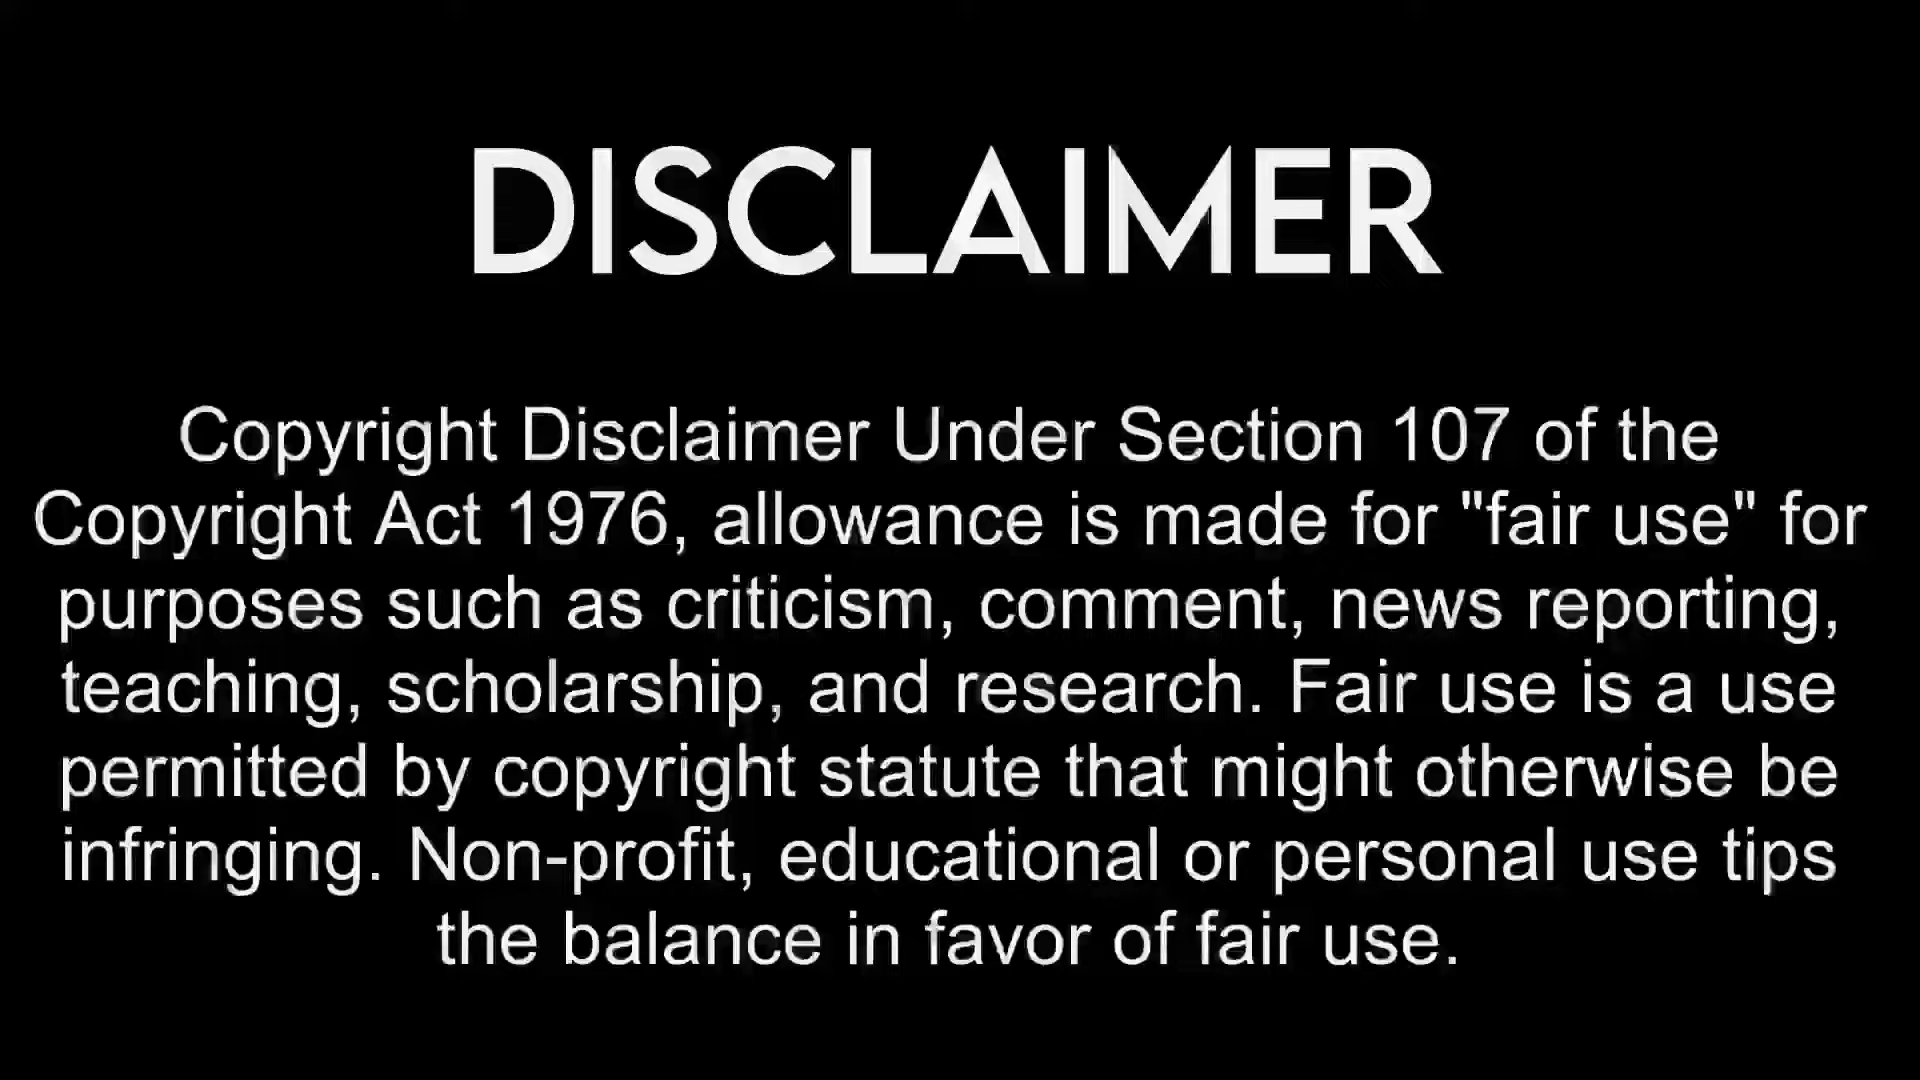 DISCLAIMER
Copyright Disclaimer Under Section 107 of the
Copyright Act 1976, allowance is made for "fair use" for
purposes such as criticism, comment, news reporting,
teaching, scholarship, and research. Fair use is a use
permitted by copyright statute that might otherwise be
infringing. Non-profit, educational or personal use tips
the balance in favor of fair use.